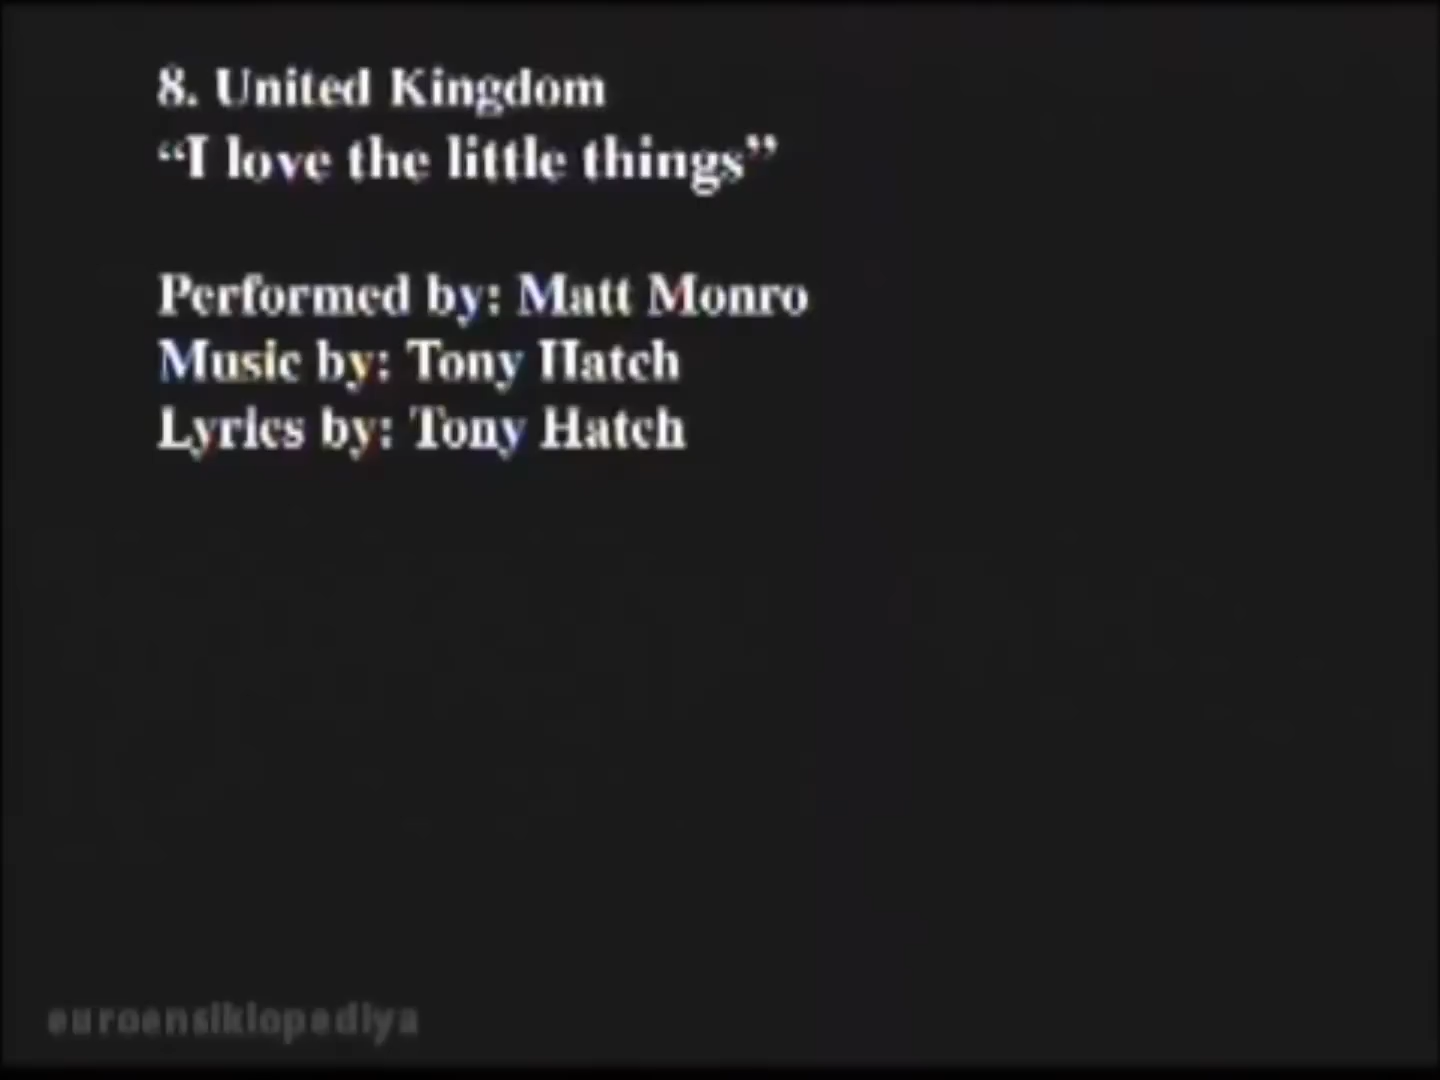 8. United Kingdom
“I love the little things”
Performed by: Matt Monro
Music by: Tony Hatch
Lyrics by: Tony Hatch
euroensiklopediya